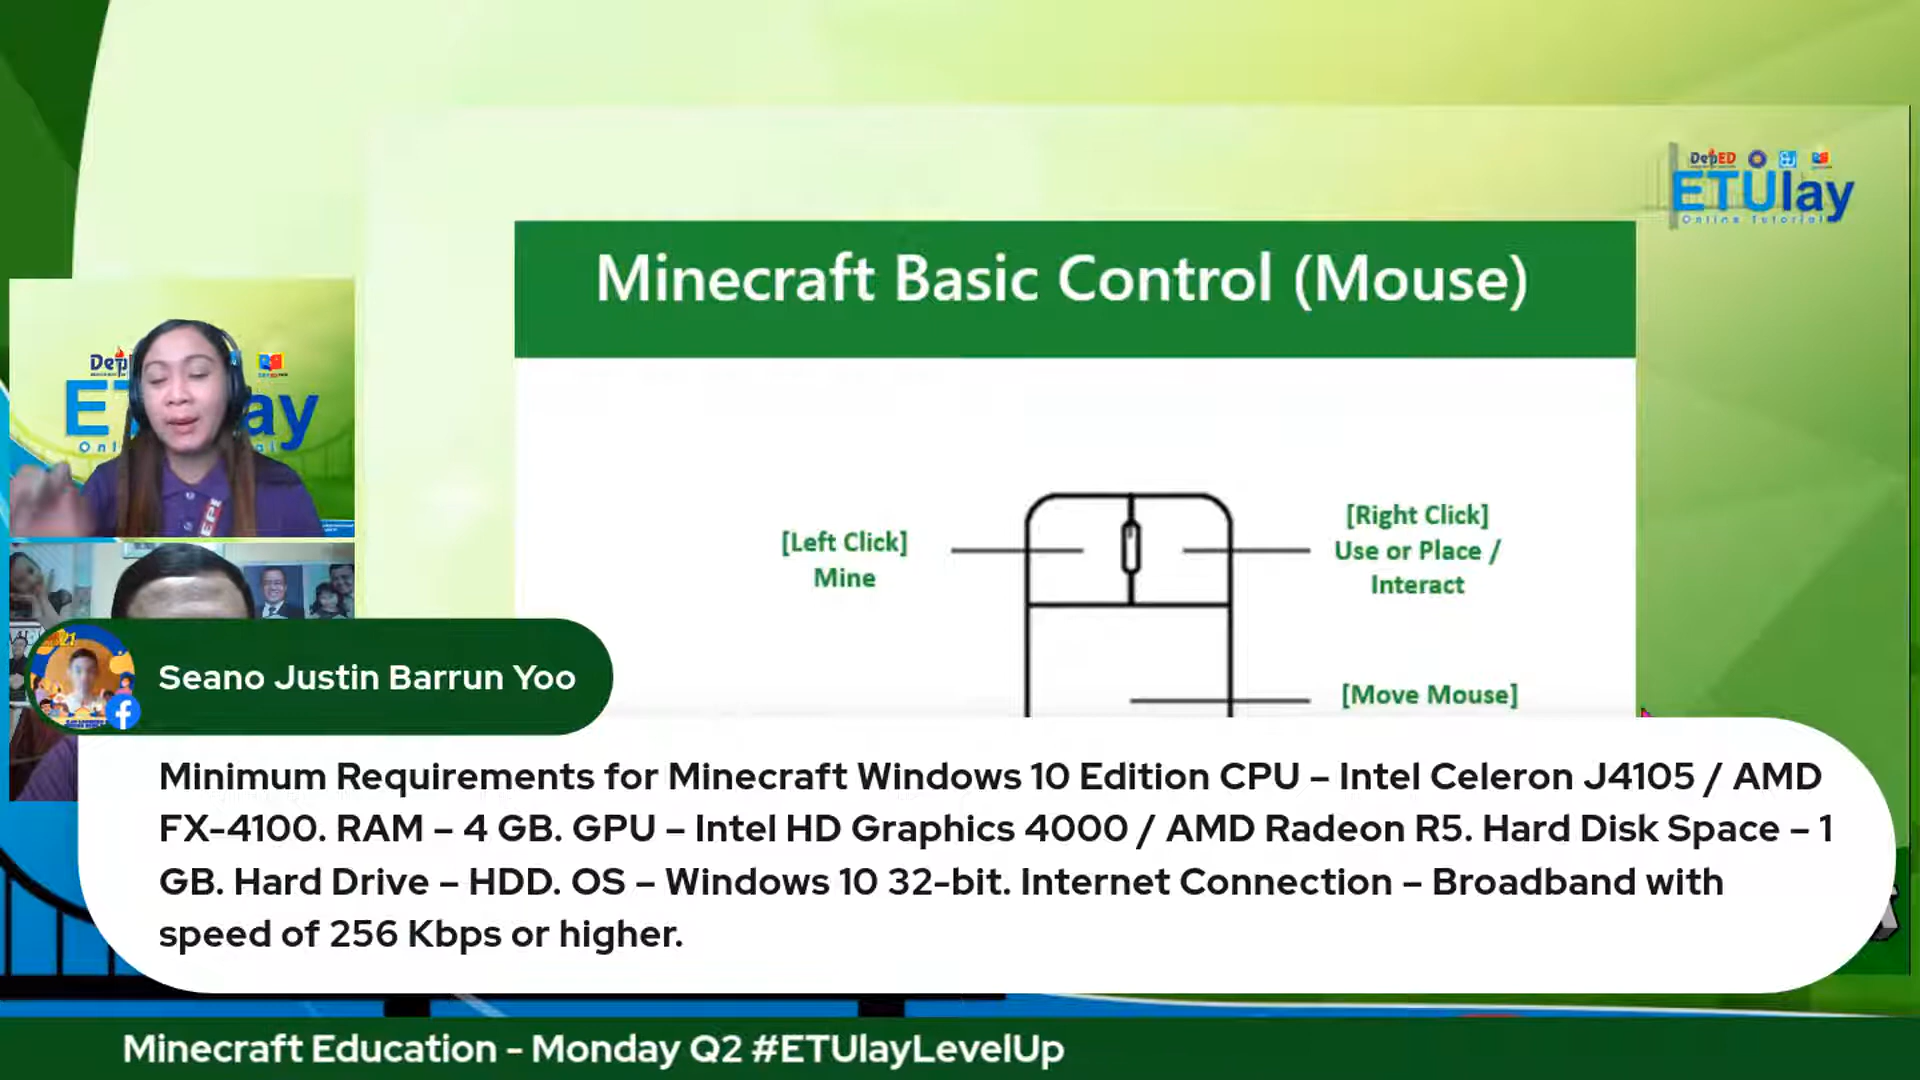 DepED
ETUlay
Online Tutorial
Minecraft Basic Control (Mouse)
[Left Click]
Mine
[Right Click]
Use or Place /
Interact
[Move Mouse]
Seano Justin Barrun Yoo
Minimum Requirements for Minecraft Windows 10 Edition CPU – Intel Celeron J4105 / AMD
FX-4100. RAM – 4 GB. GPU – Intel HD Graphics 4000 / AMD Radeon R5. Hard Disk Space – 1
GB. Hard Drive – HDD. OS – Windows 10 32-bit. Internet Connection – Broadband with
speed of 256 Kbps or higher.
Minecraft Education - Monday Q2 #ETUlayLevelUp